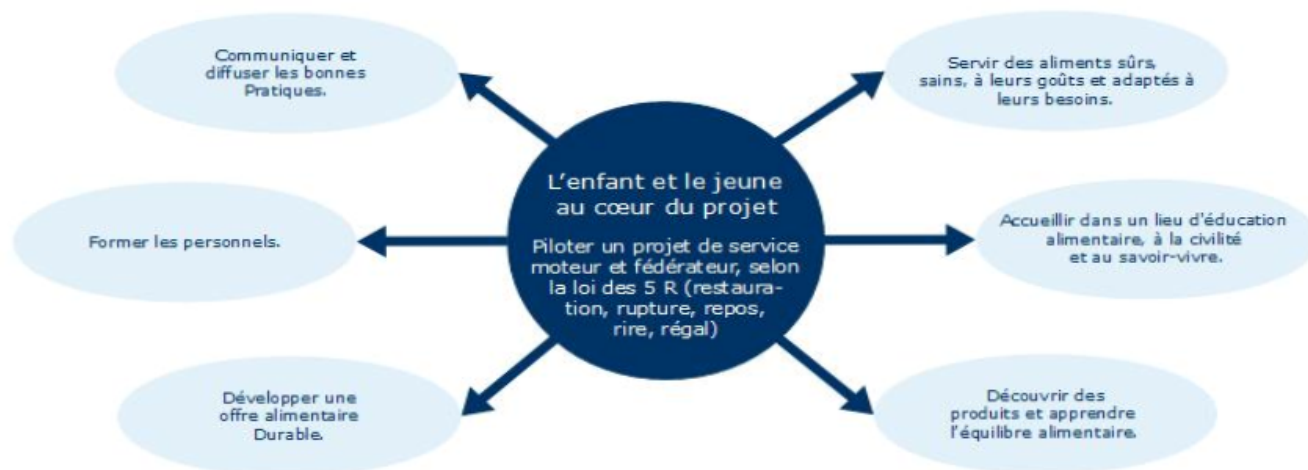 Communiquer et
diffuser les bonnes
Pratiques.
Servir des aliments sûrs,
sains, à leurs goûts et adaptés à
leurs besoins.
L'enfant et le jeune
au cœur du projet
Piloter un projet de service
moteur et fédérateur, selon
la loi des 5 R (restaura-
tion, rupture, repos,
rire, régal)
Former les personnels.
Accueillir dans un lieu d'éducation
alimentaire, à la civilité
et au savoir-vivre.
Développer une
offre alimentaire
Durable.
Découvrir des
produits et apprendre
l'équilibre alimentaire.